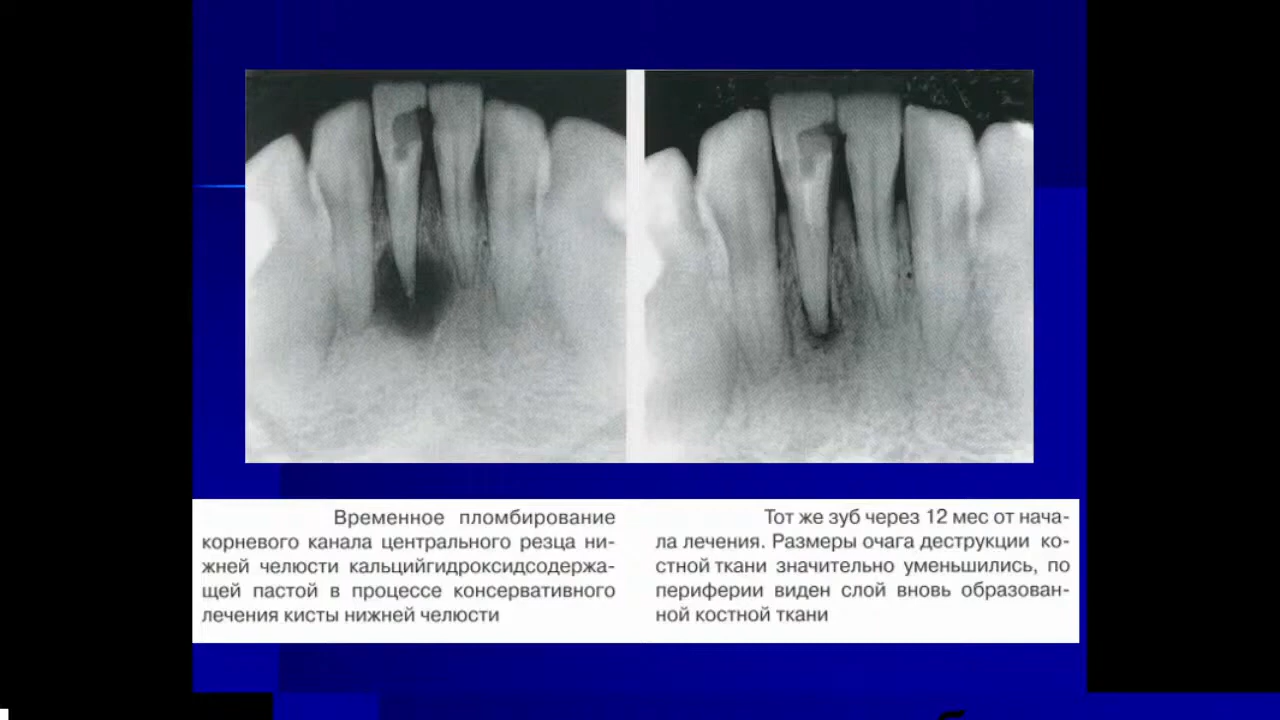 Временное пломбирование
корневого канала центрального резца ни-
жней челюсти кальцийгидроксидсодержа-
щей пастой в процессе консервативного
лечения кисты нижней челюсти
Тот же зуб через 12 мес от нача-
ла лечения. Размеры очага деструкции ко-
стной ткани значительно уменьшились, по
периферии виден слой вновь образован-
ной костной ткани